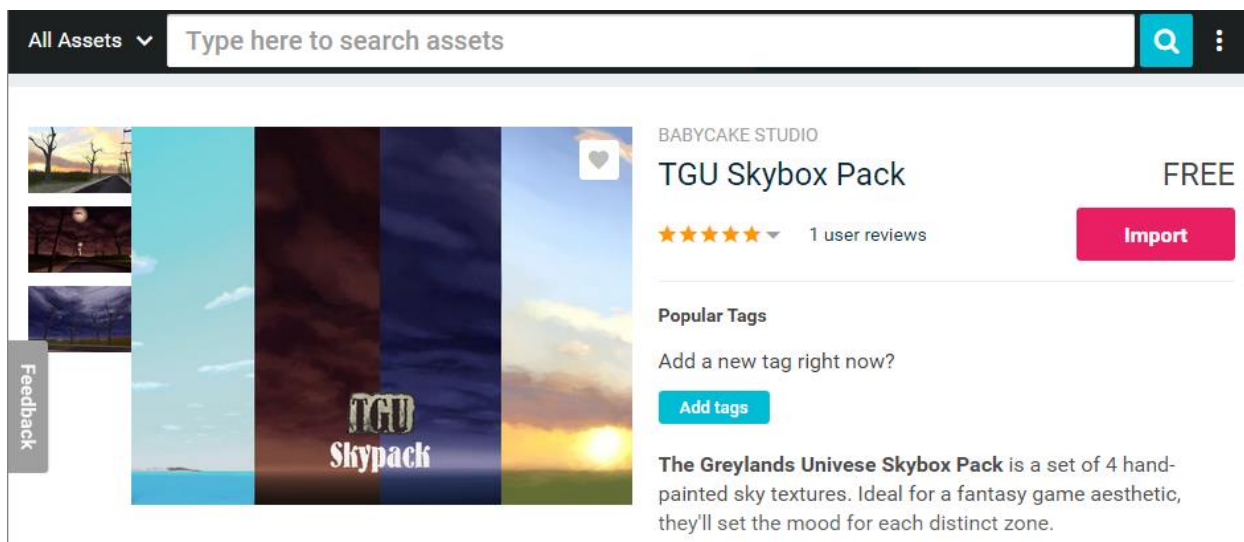 All Assets
Type here to search assets
BABYCAKE STUDIO
TGU Skybox Pack
FREE
1 user reviews
Import
Popular Tags
Add a new tag right now?
Add tags
The Greylands Univese Skybox Pack is a set of 4 hand-
painted sky textures. Ideal for a fantasy game aesthetic,
they'll set the mood for each distinct zone.
TGU
Skypack
Feedback